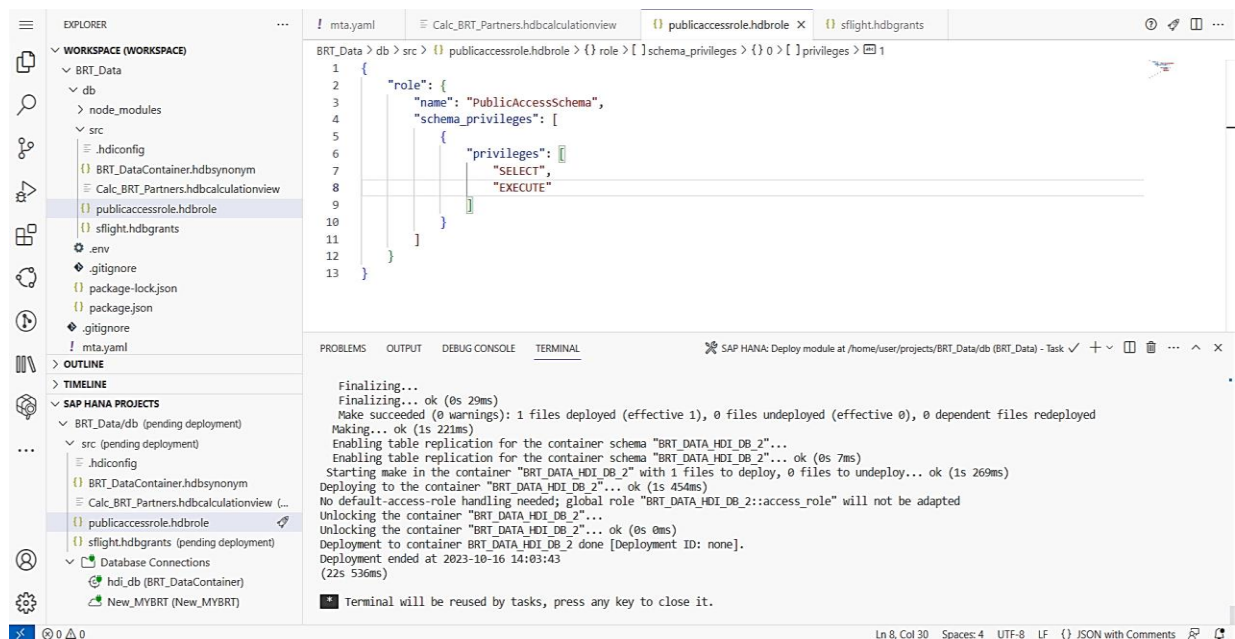 EXPLORER
WORKSPACE (WORKSPACE)
BRT_Data
db
node_modules
src
.hdiconfig
BRT_DataContainer.hdbsynonym
Calc_BRT_Partners.hdbcalculationview
publicaccessrole.hdbrole
sflight.hdbgrants
.env
.gitignore
package-lock.json
package.json
.gitignore
mta.yaml
OUTLINE
TIMELINE
SAP HANA PROJECTS
BRT_Data/db (pending deployment)
src (pending deployment)
.hdiconfig
BRT_DataContainer.hdbsynonym
Calc_BRT_Partners.hdbcalculationview (...
publicaccessrole.hdbrole
sflight.hdbgrants (pending deployment)
Database Connections
hdi_db (BRT_DataContainer)
New_MYBRT (New_MYBRT)
mta.yaml Calc_BRT_Partners.hdbcalculationview publicaccessrole.hdbrole sflight.hdbgrants
BRT_Data > db > src > {} publicaccessrole.hdbrole > {} role > [ ] schema_privileges > {} 0 > [ ] privileges > abc 1
1 {
2 "role": {
3 "name": "PublicAccessSchema",
4 "schema_privileges": [
5 {
6 "privileges": [
7 "SELECT",
8 "EXECUTE"
9 ]
10 }
11 ]
12 }
13 }
PROBLEMS OUTPUT DEBUG CONSOLE TERMINAL SAP HANA: Deploy module at /home/user/projects/BRT_Data/db (BRT_Data) - Task
Finalizing...
Finalizing... ok (0s 29ms)
Make succeeded (0 warnings): 1 files deployed (effective 1), 0 files undeployed (effective 0), 0 dependent files redeployed
Making... ok (1s 221ms)
Enabling table replication for the container schema "BRT_DATA_HDI_DB_2"...
Enabling table replication for the container schema "BRT_DATA_HDI_DB_2"... ok (0s 7ms)
Starting make in the container "BRT_DATA_HDI_DB_2" with 1 files to deploy, 0 files to undeploy... ok (1s 269ms)
Deploying to the container "BRT_DATA_HDI_DB_2"... ok (1s 454ms)
No default-access-role handling needed; global role "BRT_DATA_HDI_DB_2::access_role" will not be adapted
Unlocking the container "BRT_DATA_HDI_DB_2"...
Unlocking the container "BRT_DATA_HDI_DB_2"... ok (0s 0ms)
Deployment to container BRT_DATA_HDI_DB_2 done [Deployment ID: none].
Deployment ended at 2023-10-16 14:03:43
(22s 536ms)
* Terminal will be reused by tasks, press any key to close it.
0 0 Ln 8, Col 30 Spaces: 4 UTF-8 LF {} JSON with Comments